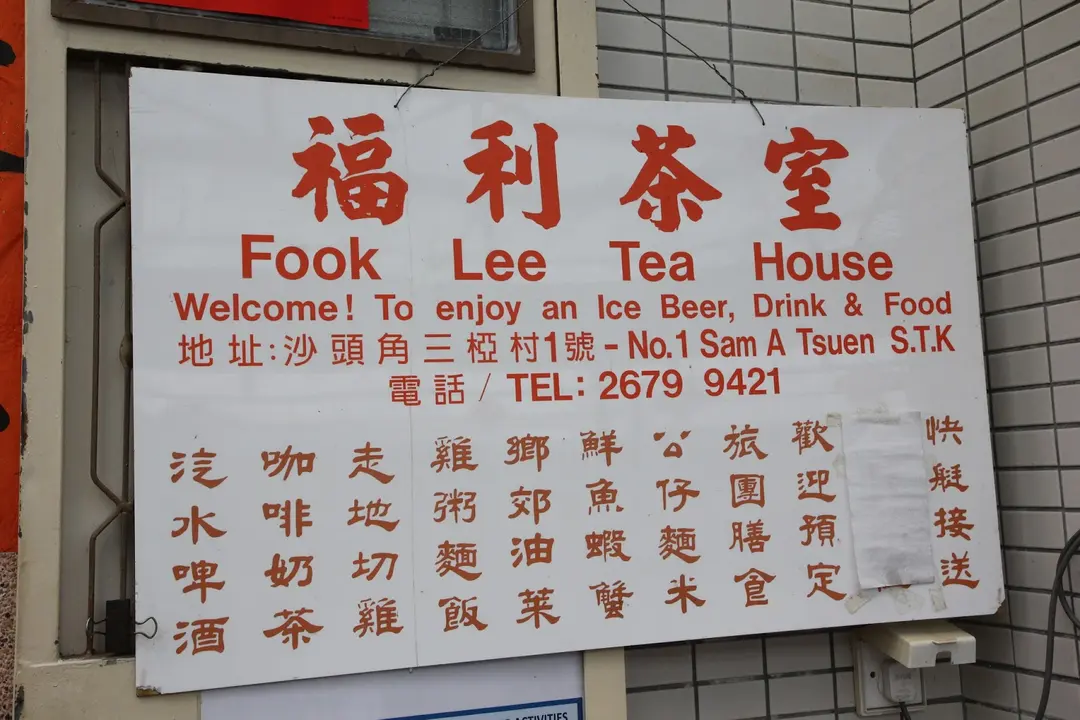 福利茶室
Fook Lee Tea House
Welcome! To enjoy an Ice Beer, Drink & Food
地址:沙頭角三椏村1號 - No.1 Sam A Tsuen S.T.K
電話 / TEL: 2679 9421
快艇接送
歡迎預定
旅團膳食
公仔麵米
鮮魚蝦蟹
鄉郊油菜
雞粥麵飯
走地切雞
咖啡奶茶
汽水啤酒
ACTIVITIES